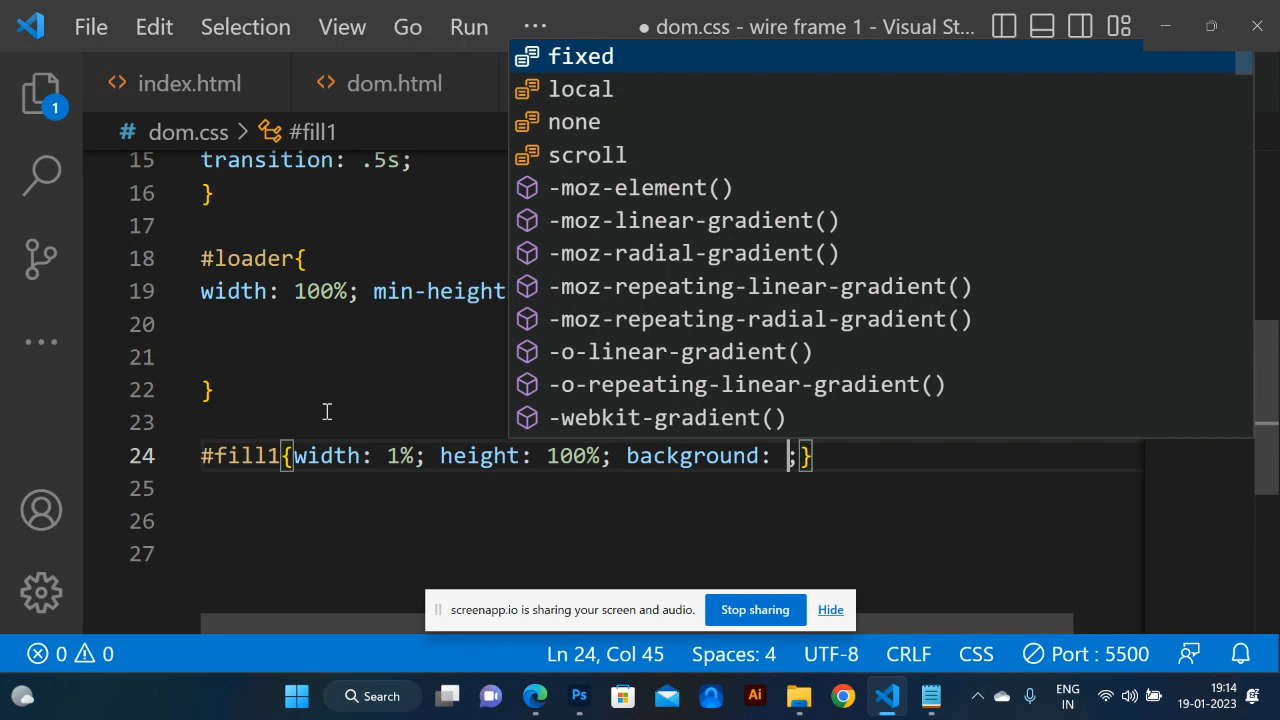 File Edit Selection View Go Run ··· ● dom.css - wire frame 1 - Visual St...
index.html dom.html
# dom.css > #fill1
fixed
local
none
scroll
-moz-element()
-moz-linear-gradient()
-moz-radial-gradient()
-moz-repeating-linear-gradient()
-moz-repeating-radial-gradient()
-o-linear-gradient()
-o-repeating-linear-gradient()
-webkit-gradient()
1
15 transition: .5s;
16 }
17
18 #loader{
19 width: 100%; min-height
20
21
22 }
23
24 #fill1{width: 1%; height: 100%; background: ;}
25
26
27
screenapp.io is sharing your screen and audio. Stop sharing Hide
0 0 Ln 24, Col 45 Spaces: 4 UTF-8 CRLF CSS Port : 5500
Search Ps Ai ENG IN 19:14 19-01-2023